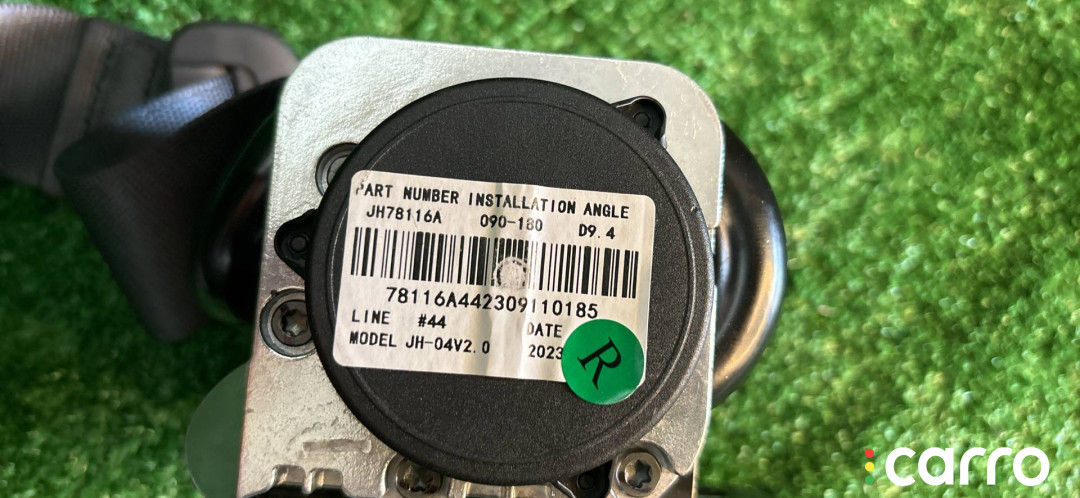 PART NUMBER INSTALLATION ANGLE
JH78116A 090-180 D9.4
78116A442309110185
LINE #44 DATE
MODEL JH-04V2.0 2023
R
carro